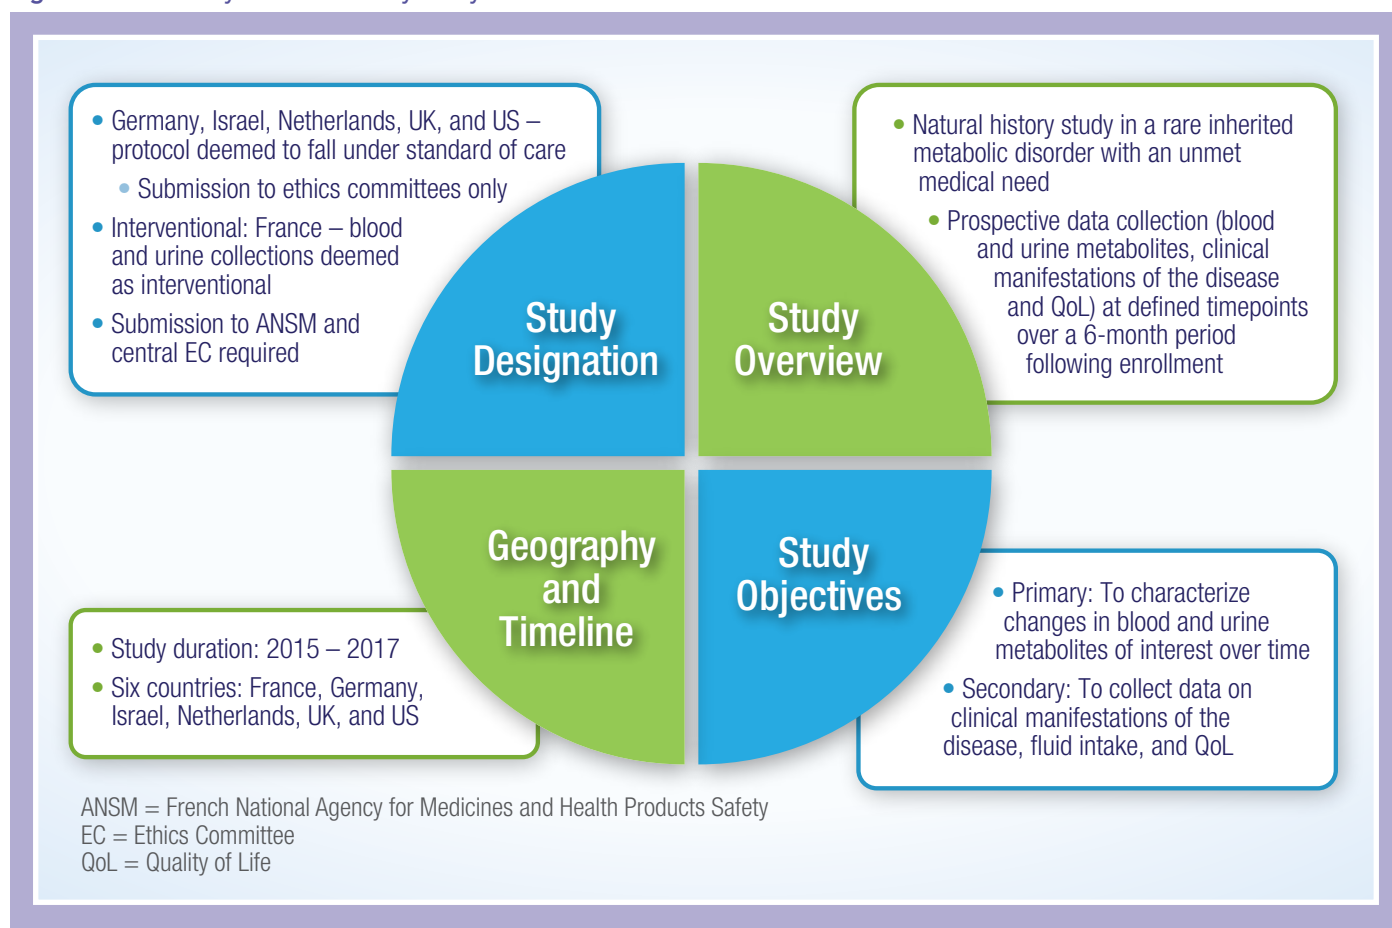 • Germany, Israel, Netherlands, UK, and US –
protocol deemed to fall under standard of care
• Submission to ethics committees only
• Interventional: France – blood
and urine collections deemed
as interventional
• Submission to ANSM and
central EC required
Study
Designation
• Natural history study in a rare inherited
metabolic disorder with an unmet
medical need
• Prospective data collection (blood
and urine metabolites, clinical
manifestations of the disease
and QoL) at defined timepoints
over a 6-month period
following enrollment
Study
Overview
Geography
and
Timeline
• Study duration: 2015 – 2017
• Six countries: France, Germany,
Israel, Netherlands, UK, and US
Study
Objectives
• Primary: To characterize
changes in blood and urine
metabolites of interest over time
• Secondary: To collect data on
clinical manifestations of the
disease, fluid intake, and QoL
ANSM = French National Agency for Medicines and Health Products Safety
EC = Ethics Committee
QoL = Quality of Life